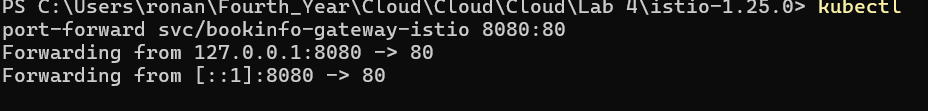 PS C:\Users\ronan\Fourth_Year\Cloud\Cloud\Cloud\Lab 4\istio-1.25.0> kubectl
port-forward svc/bookinfo-gateway-istio 8080:80
Forwarding from 127.0.0.1:8080 -> 80
Forwarding from [::1]:8080 -> 80